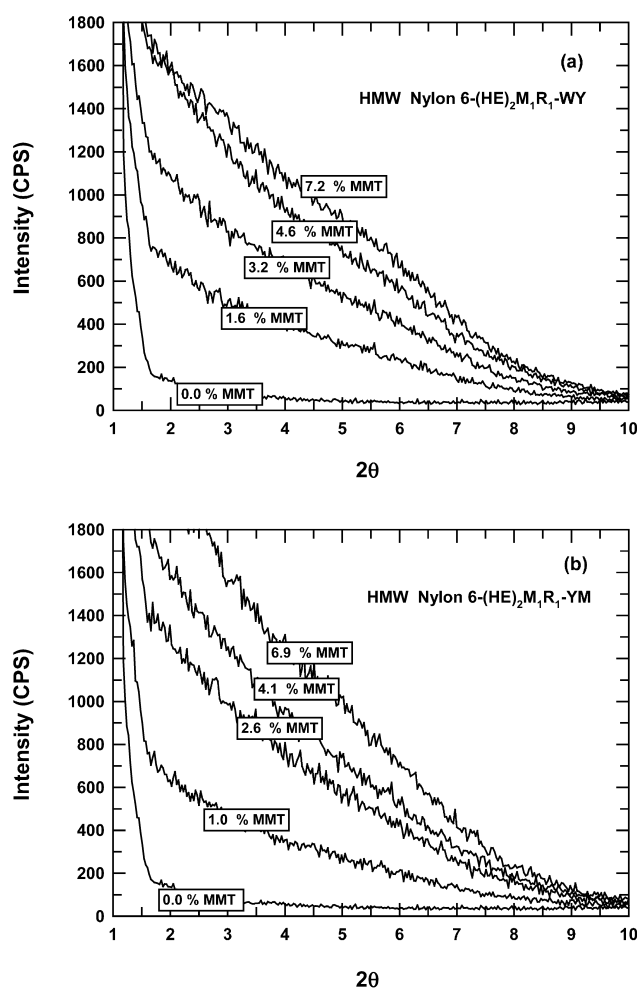 1800
(a)
1600
HMW Nylon 6-(HE)₂M₁R₁-WY
1400
1200
7.2 % MMT
1000
4.6 % MMT
800
3.2 % MMT
600
1.6 % MMT
400
200
0.0 % MMT
0
Intensity (CPS)
1 2 3 4 5 6 7 8 9 10
2θ
1800
(b)
1600
HMW Nylon 6-(HE)₂M₁R₁-YM
1400
1200
6.9 % MMT
4.1 % MMT
1000
2.6 % MMT
800
600
1.0 % MMT
400
200
0.0 % MMT
0
Intensity (CPS)
1 2 3 4 5 6 7 8 9 10
2θ